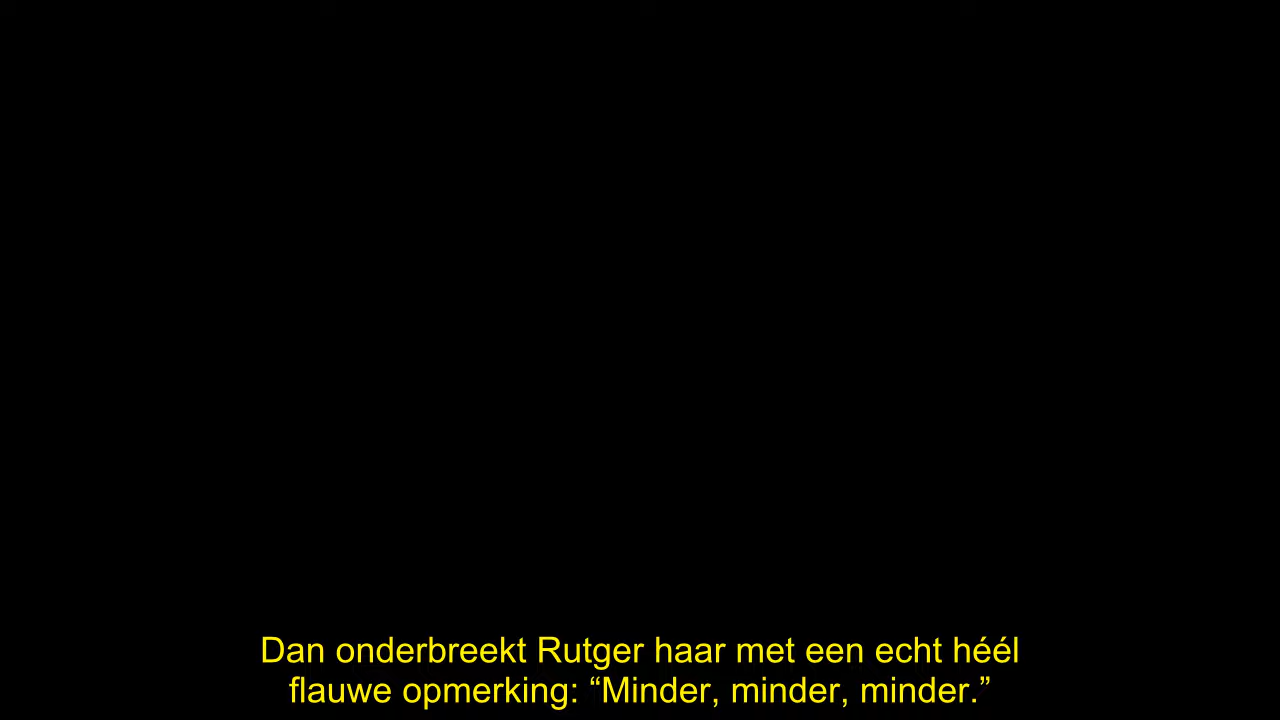 Dan onderbreekt Rutger haar met een echt héél
flauwe opmerking: “Minder, minder, minder.”